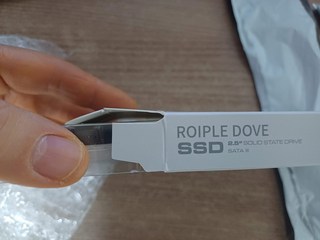 ROIPLE DOVE
SSD 2.5" SOLID STATE DRIVE
SATA III